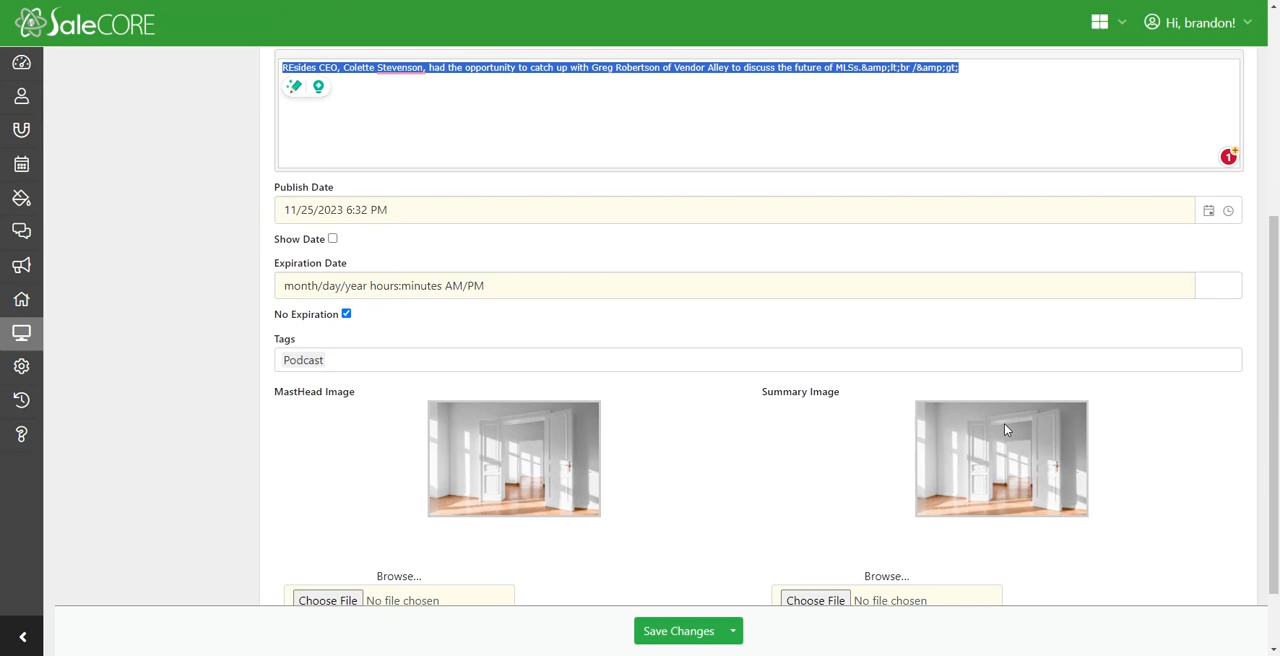 SaleCORE
Hi, brandon!
REsides CEO, Colette Stevenson, had the opportunity to catch up with Greg Robertson of Vendor Alley to discuss the future of MLSs.&amp;lt;br /&amp;gt;
1
Publish Date
11/25/2023 6:32 PM
Show Date
Expiration Date
month/day/year hours:minutes AM/PM
No Expiration
Tags
Podcast
MastHead Image
Summary Image
Browse...
Browse...
Choose File No file chosen
Choose File No file chosen
Save Changes